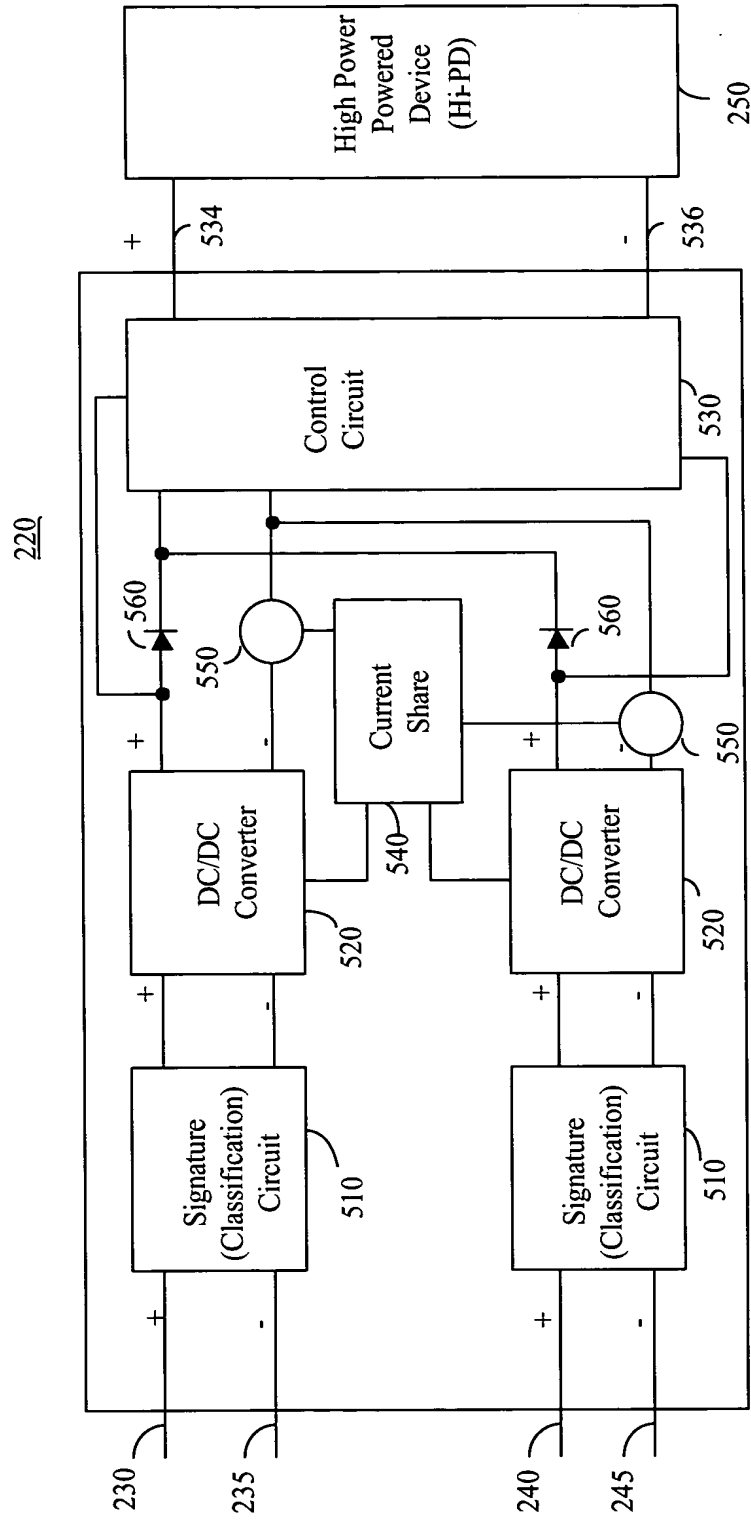 220
High Power
Powered
Device
(Hi-PD)
250
+
534
-
536
Control
Circuit
530
560
550
+
-
Current
Share
540
560
550
+
-
DC/DC
Converter
520
DC/DC
Converter
520
+
-
+
-
Signature
(Classification)
Circuit
510
Signature
(Classification)
Circuit
510
+
-
+
-
230
235
240
245